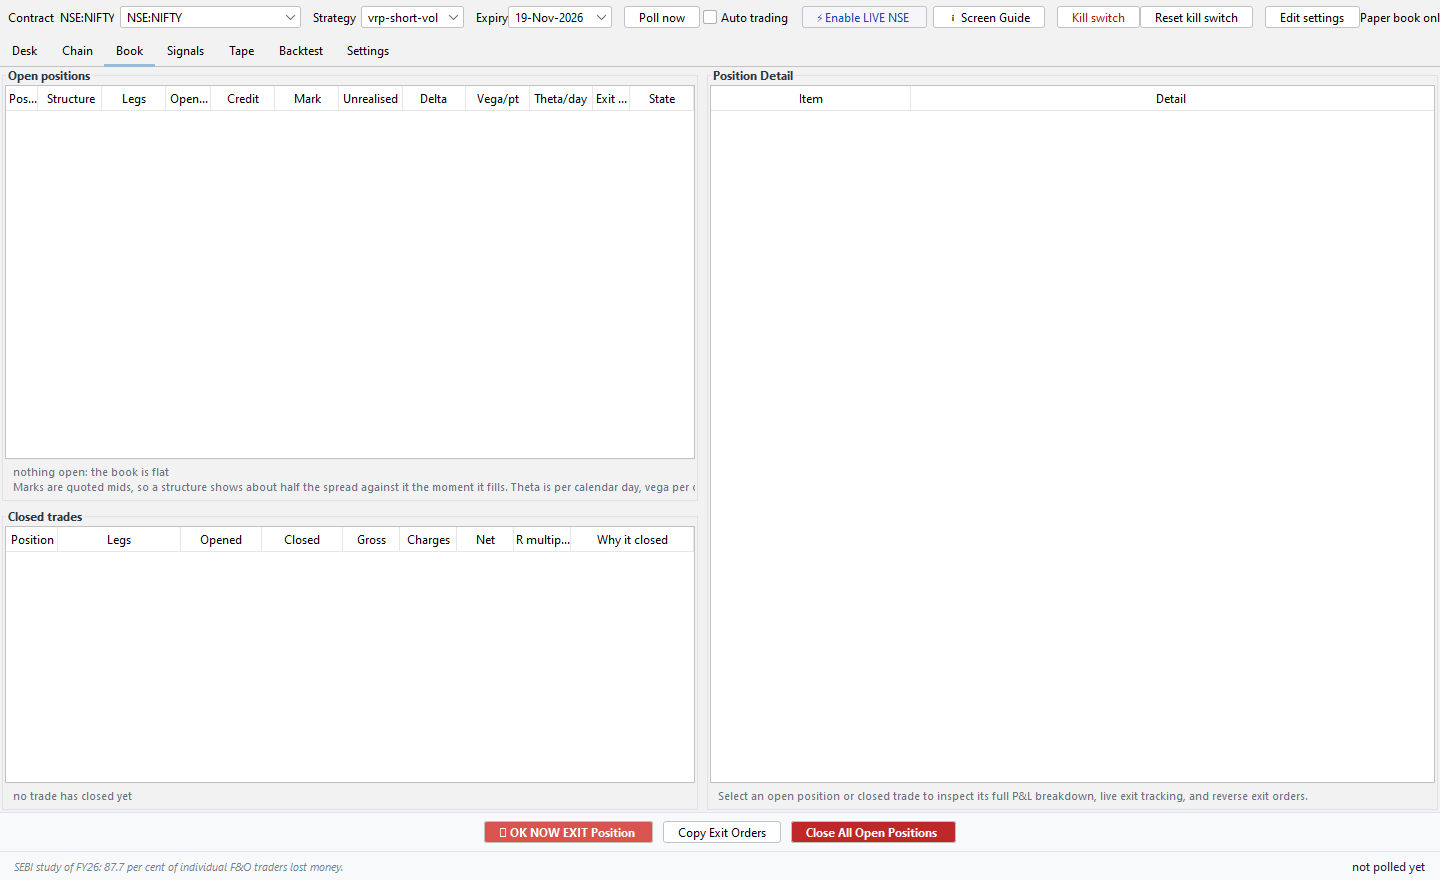 Contract NSE:NIFTY NSE:NIFTY Strategy vrp-short-vol Expiry 19-Nov-2026 Poll now Auto trading ⚡ Enable LIVE NSE i Screen Guide Kill switch Reset kill switch Edit settings Paper book onl
Desk Chain Book Signals Tape Backtest Settings
Open positions
Pos... Structure Legs Open... Credit Mark Unrealised Delta Vega/pt Theta/day Exit ... State
nothing open: the book is flat
Marks are quoted mids, so a structure shows about half the spread against it the moment it fills. Theta is per calendar day, vega per
Closed trades
Position Legs Opened Closed Gross Charges Net R multip... Why it closed
no trade has closed yet
Position Detail
Item Detail
Select an open position or closed trade to inspect its full P&L breakdown, live exit tracking, and reverse exit orders.
OK NOW EXIT Position Copy Exit Orders Close All Open Positions
SEBI study of FY26: 87.7 per cent of individual F&O traders lost money. not polled yet